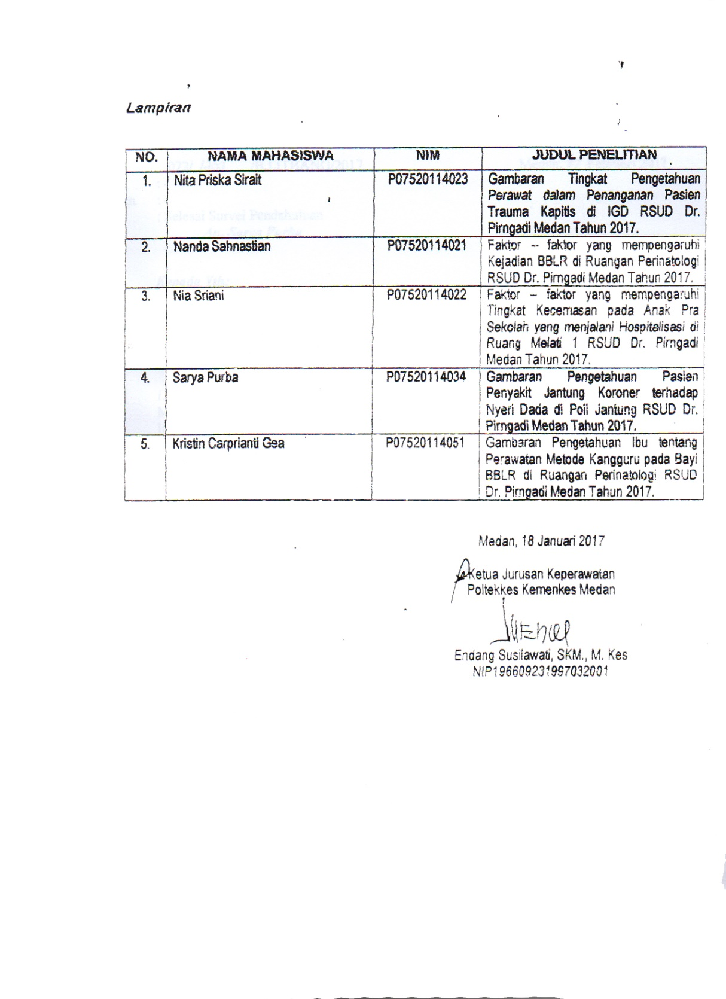 Lampiran
NO. NAMA MAHASISWA NIM JUDUL PENELITIAN
1. Nita Priska Sirait P07520114023 Gambaran Tingkat Pengetahuan
Perawat dalam Penanganan Pasien
Trauma Kapitis di IGD RSUD Dr.
Pirngadi Medan Tahun 2017.
2. Nanda Sahnastian P07520114021 Faktor – faktor yang mempengaruhi
Kejadian BBLR di Ruangan Perinatologi
RSUD Dr. Pirngadi Medan Tahun 2017.
3. Nia Sriani P07520114022 Faktor – faktor yang mempengaruhi
Tingkat Kecemasan pada Anak Pra
Sekolah yang menjalani Hospitalisasi di
Ruang Melati 1 RSUD Dr. Pirngadi
Medan Tahun 2017.
4. Sarya Purba P07520114034 Gambaran Pengetahuan Pasien
Penyakit Jantung Koroner terhadap
Nyeri Dada di Poli Jantung RSUD Dr.
Pirngadi Medan Tahun 2017.
5. Kristin Carprianti Gea P07520114051 Gambaran Pengetahuan Ibu tentang
Perawatan Metode Kangguru pada Bayi
BBLR di Ruangan Perinatologi RSUD
Dr. Pirngadi Medan Tahun 2017.
Medan, 18 Januari 2017
Ketua Jurusan Keperawatan
Poltekkes Kemenkes Medan
Endang Susilawati, SKM., M. Kes
NIP196609231997032001